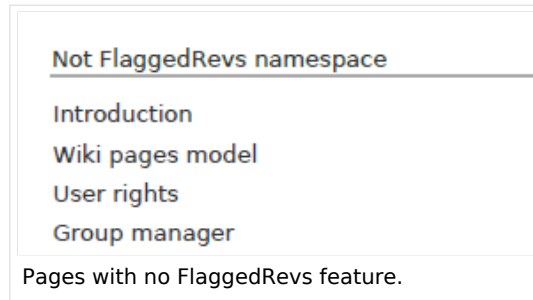 Not FlaggedRevs namespace
Introduction
Wiki pages model
User rights
Group manager
Pages with no FlaggedRevs feature.